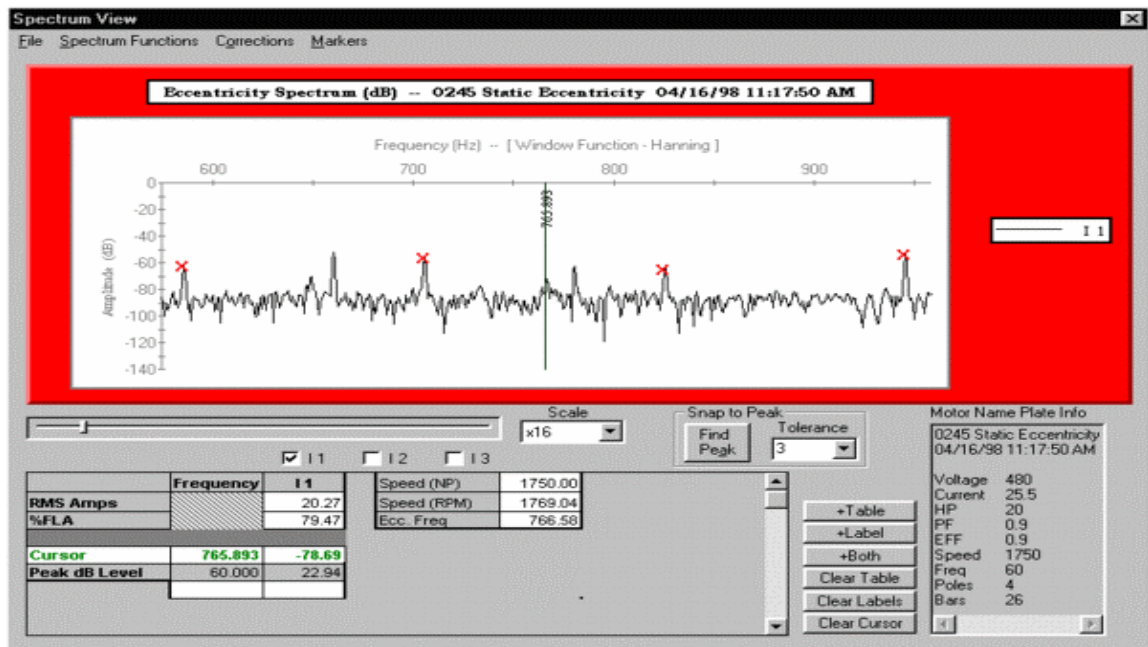 Spectrum View
File Spectrum Functions Corrections Markers
Eccentricity Spectrum (dB) -- 0245 Static Eccentricity 04/16/98 11:17:50 AM
Frequency (Hz) -- [ Window Function - Hanning ]
600 700 800 900
Amplitude (dB)
0
-20
-40
-60
-80
-100
-120
-140
765.893
I 1
Scale
x16
Snap to Peak
Find Peak
Tolerance
3
I 1 I 2 I 3
Frequency I 1
RMS Amps 20.27
%FLA 79.47
Cursor 765.893 -78.69
Peak dB Level 60.000 22.94
Speed (NP) 1750.00
Speed (RPM) 1769.04
Ecc. Freq 766.58
+Table
+Label
+Both
Clear Table
Clear Labels
Clear Cursor
Motor Name Plate Info
0245 Static Eccentricity
04/16/98 11:17:50 AM
Voltage 480
Current 25.5
HP 20
PF 0.9
EFF 0.9
Speed 1750
Freq 60
Poles 4
Bars 26